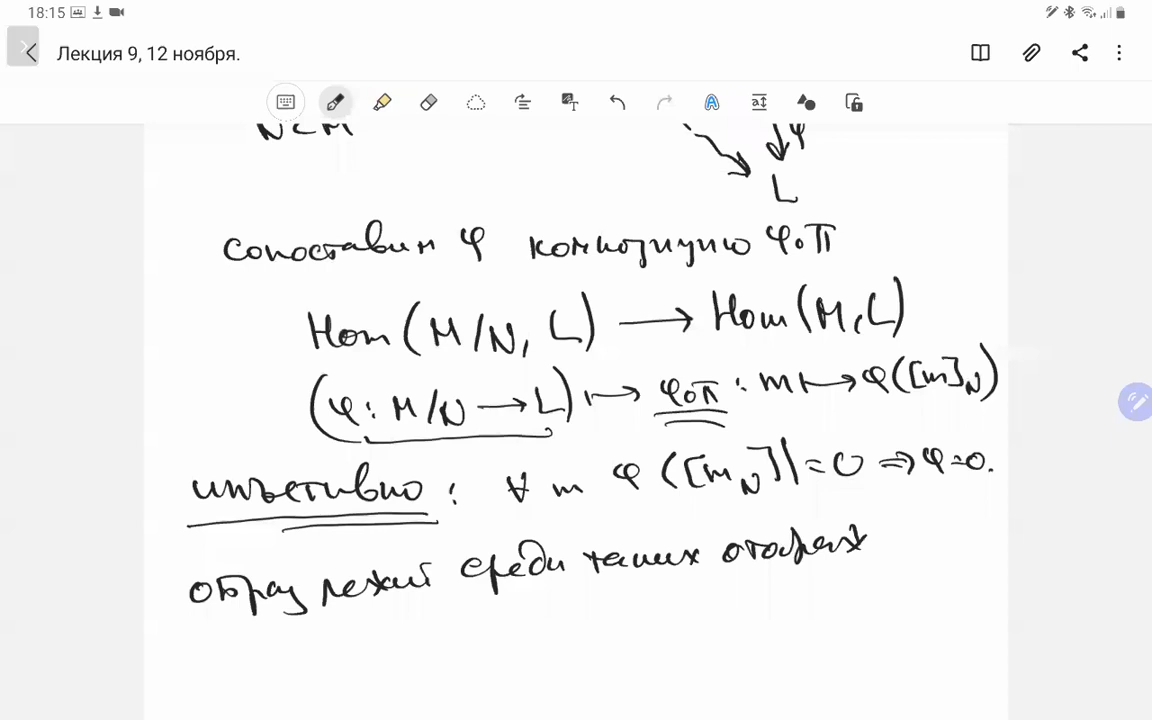 18:15
Лекция 9, 12 ноября.
N⊂M
φ
L
сопоставим φ композицию φ∘π
Hom(M/N, L) → Hom(M, L)
(φ: M/N → L) ↦ φ∘π : m ↦ φ([m]_N)
инъективно : ∀ m φ([m_N]) = 0 ⇒ φ=0.
образ лежит среди таких отображ